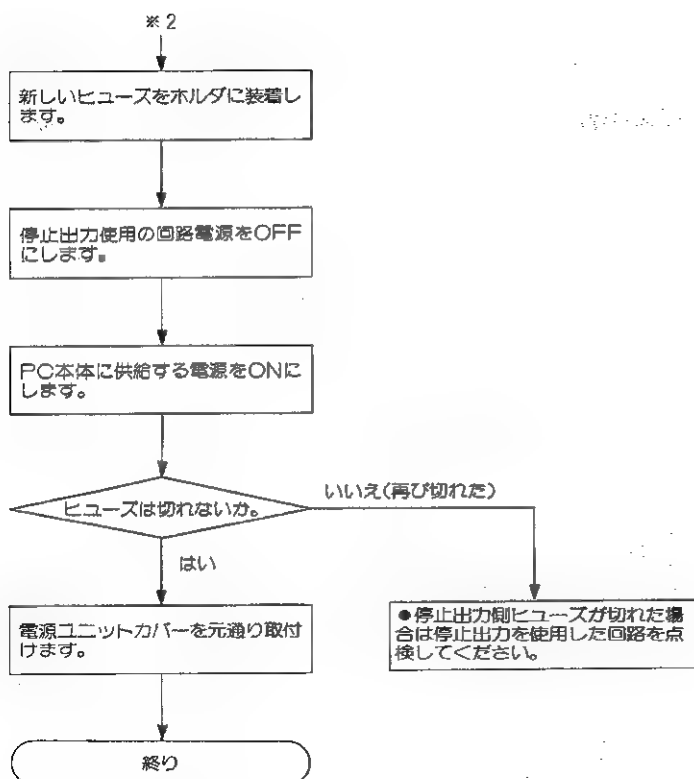 ※2
新しいヒューズをホルダに装着し
ます。
停止出力使用の回路電源をOFF
にします。
PC本体に供給する電源をONに
します。
ヒューズは切れないか。
いいえ(再び切れた)
はい
電源ユニットカバーを元通り取付
けます。
●停止出力側ヒューズが切れた場
合は停止出力を使用した回路を点
検してください。
終り